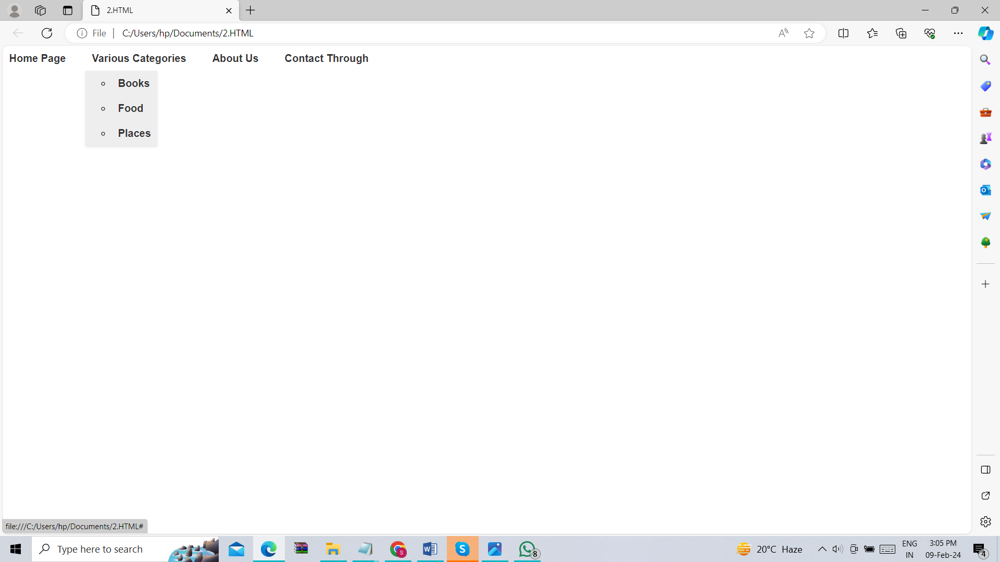 2.HTML
File
C:/Users/hp/Documents/2.HTML
Home Page Various Categories About Us Contact Through
Books
Food
Places
file:///C:/Users/hp/Documents/2.HTML#
Type here to search
8
20°C Haze
ENG
IN
3:05 PM
09-Feb-24
4